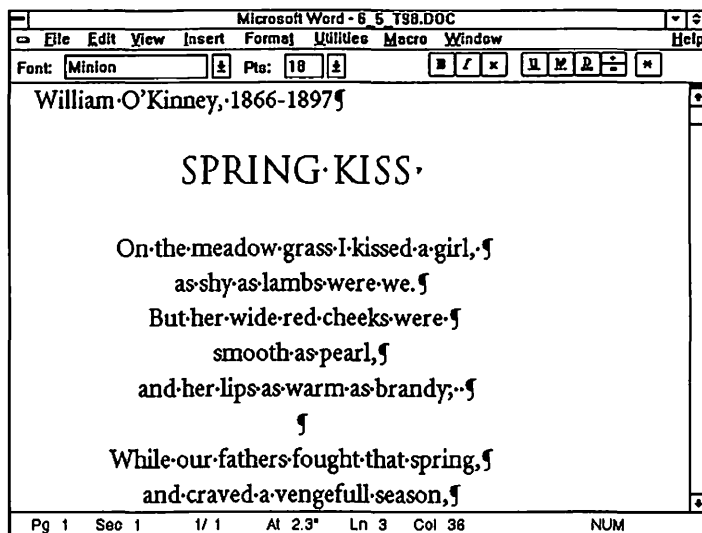 Microsoft Word - 6_5_T98.DOC
File Edit View Insert Format Utilities Macro Window Help
Font: Minion Pts: 18 B I K U W D
William·O'Kinney,·1866-1897¶
SPRING·KISS·
On·the·meadow·grass·I·kissed·a·girl,·¶
as·shy·as·lambs·were·we.¶
But·her·wide·red·cheeks·were·¶
smooth·as·pearl,¶
and·her·lips·as·warm·as·brandy;··¶
¶
While·our·fathers·fought·that·spring,¶
and·craved·a·vengefull·season,¶
Pg 1 Sec 1 1/ 1 At 2.3" Ln 3 Col 36 NUM